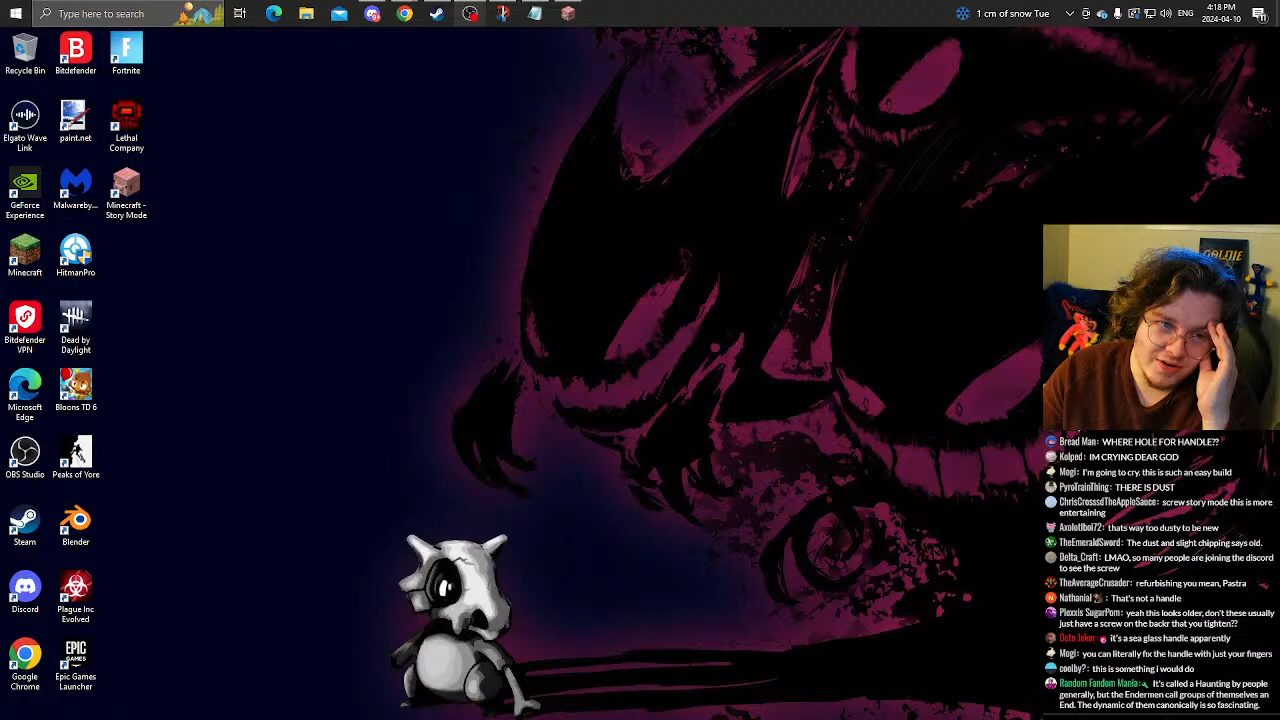 Type here to search
1 cm of snow Tue
ENG
4:18 PM
2024-04-10
Recycle Bin
Bitdefender
Fortnite
Elgato Wave
Link
paint.net
Lethal
Company
GeForce
Experience
Malwareby...
Minecraft -
Story Mode
Minecraft
HitmanPro
Bitdefender
VPN
Dead by
Daylight
Microsoft
Edge
Bloons TD 6
OBS Studio
Peaks of Yore
Steam
Blender
Discord
Plague Inc
Evolved
Google
Chrome
Epic Games
Launcher
GOLDIE
Bread Man: WHERE HOLE FOR HANDLE??
Kolped: IM CRYING DEAR GOD
Mogi: I'm going to cry, this is such an easy build
PyroTrainThing: THERE IS DUST
ChrisCrosssdTheAppleSauce: screw story mode this is more
entertaining
Axolotlboi72: thats way too dusty to be new
TheEmeraldSword: The dust and slight chipping says old.
Delta_Craft: LMAO, so many people are joining the discord
to see the screw
TheAverageCrusader: refurbishing you mean, Pastra
Nathanial: That's not a handle
Plexxis SugarPom: yeah this looks older, don't these usually
just have a screw on the backr that you tighten??
Octo Joker: it's a sea glass handle apparently
Mogi: you can literally fix the handle with just your fingers
coolby?: this is something i would do
Random Fandom Mania: It's called a Haunting by people
generally, but the Endermen call groups of themselves an
End. The dynamic of them canonically is so fascinating.